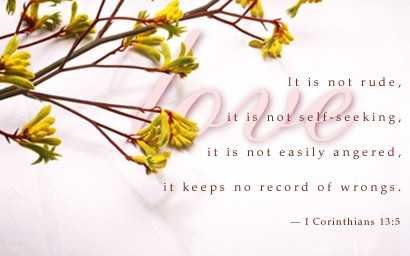 love
It is not rude,
it is not self-seeking,
it is not easily angered,
it keeps no record of wrongs.
— I Corinthians 13:5